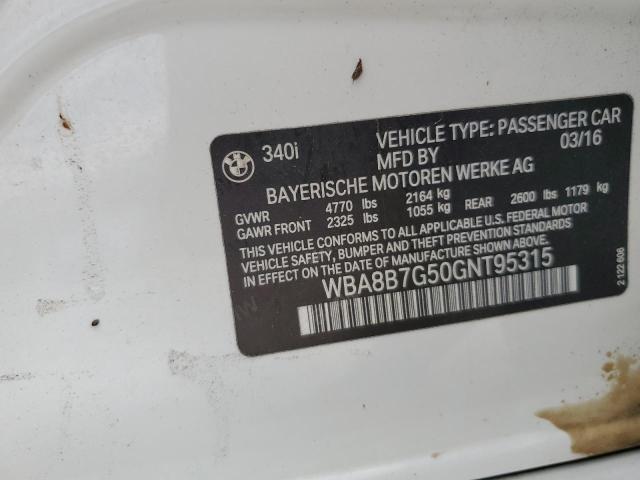 BMW
340i
VEHICLE TYPE: PASSENGER CAR
MFD BY 03/16
BAYERISCHE MOTOREN WERKE AG
GVWR 4770 lbs 2164 kg
GAWR FRONT 2325 lbs 1055 kg REAR 2600 lbs 1179 kg
THIS VEHICLE CONFORMS TO ALL APPLICABLE U.S. FEDERAL MOTOR
VEHICLE SAFETY, BUMPER AND THEFT PREVENTION STANDARDS
IN EFFECT ON THE DATE OF MANUFACTURE SHOWN ABOVE.
WBA8B7G50GNT95315
2 122 606